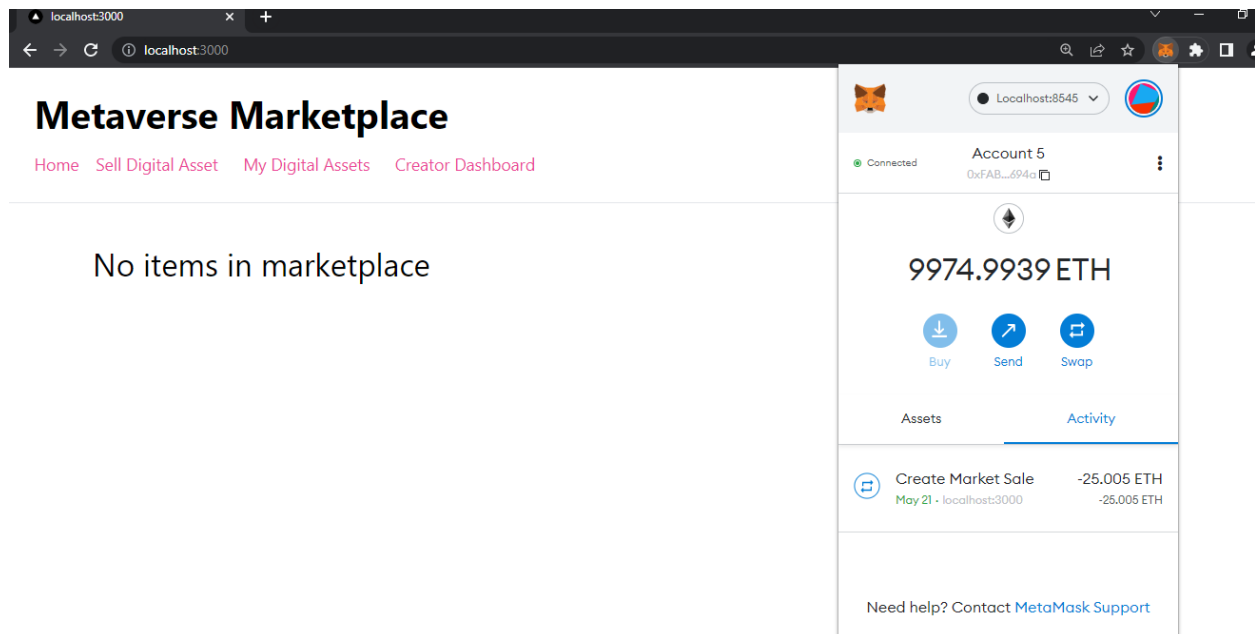 localhost:3000
localhost:3000
Metaverse Marketplace
Home Sell Digital Asset My Digital Assets Creator Dashboard
No items in marketplace
Localhost:8545
Connected
Account 5
0xFAB...694a
9974.9939 ETH
Buy Send Swap
Assets Activity
Create Market Sale -25.005 ETH
May 21 · localhost:3000 -25.005 ETH
Need help? Contact MetaMask Support